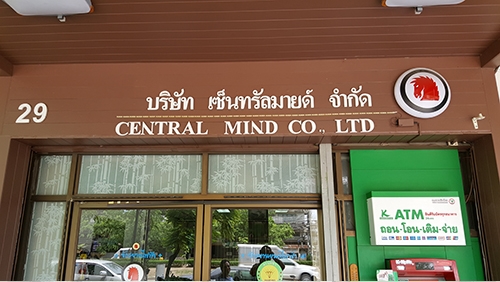 29
บริษัท เซ็นทรัลมายด์ จำกัด
CENTRAL MIND CO., LTD
ATM
ถอน-โอน-เติม-จ่าย